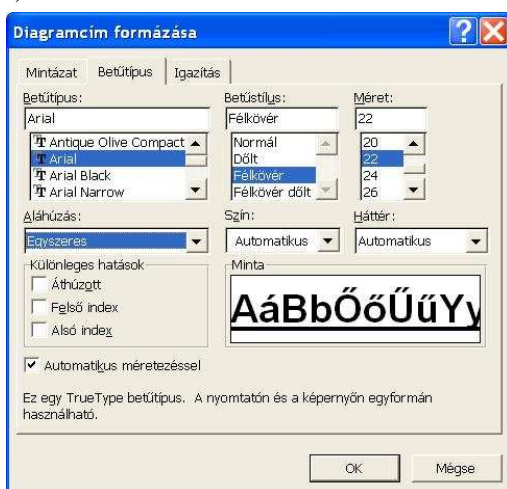 Diagramcím formázása
Mintázat Betűtípus Igazítás
Betűtípus: Betűstílus: Méret:
Arial Félkövér 22
Antique Olive Compact Normál 20
Arial Dőlt 22
Arial Black Félkövér 24
Arial Narrow Félkövér dőlt 26
Aláhúzás: Szín: Háttér:
Egyszeres Automatikus Automatikus
Különleges hatások Minta
Áthúzott
Felső index AáBbŐőŰűYy
Alsó index
Automatikus méretezéssel
Ez egy TrueType betűtípus. A nyomtatón és a képernyőn egyformán
használható.
OK Mégse